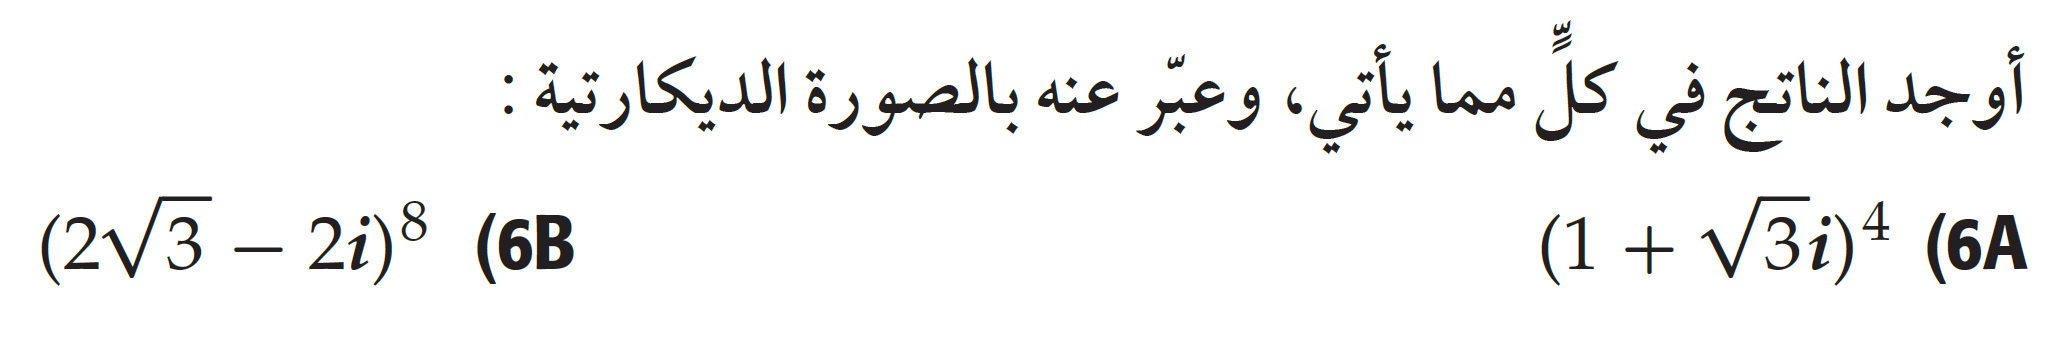 أوجد الناتج في كلٍّ مما يأتي، وعبّر عنه بالصورة الديكارتية :
(6A (1 + √3i)⁴ (6B (2√3 − 2i)⁸